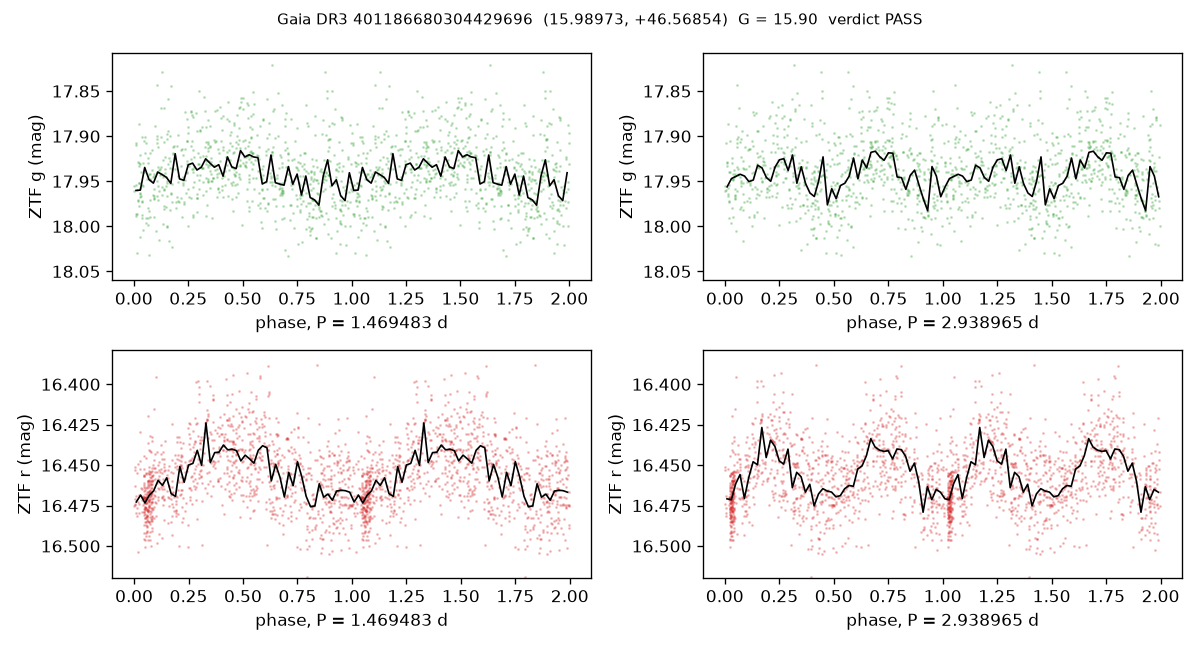 Gaia DR3 401186680304429696 (15.98973, +46.56854) G = 15.90 verdict PASS
ZTF g (mag)
17.85
17.90
17.95
18.00
18.05
0.00 0.25 0.50 0.75 1.00 1.25 1.50 1.75 2.00
phase, P = 1.469483 d
ZTF g (mag)
17.85
17.90
17.95
18.00
18.05
0.00 0.25 0.50 0.75 1.00 1.25 1.50 1.75 2.00
phase, P = 2.938965 d
ZTF r (mag)
16.400
16.425
16.450
16.475
16.500
0.00 0.25 0.50 0.75 1.00 1.25 1.50 1.75 2.00
phase, P = 1.469483 d
ZTF r (mag)
16.400
16.425
16.450
16.475
16.500
0.00 0.25 0.50 0.75 1.00 1.25 1.50 1.75 2.00
phase, P = 2.938965 d